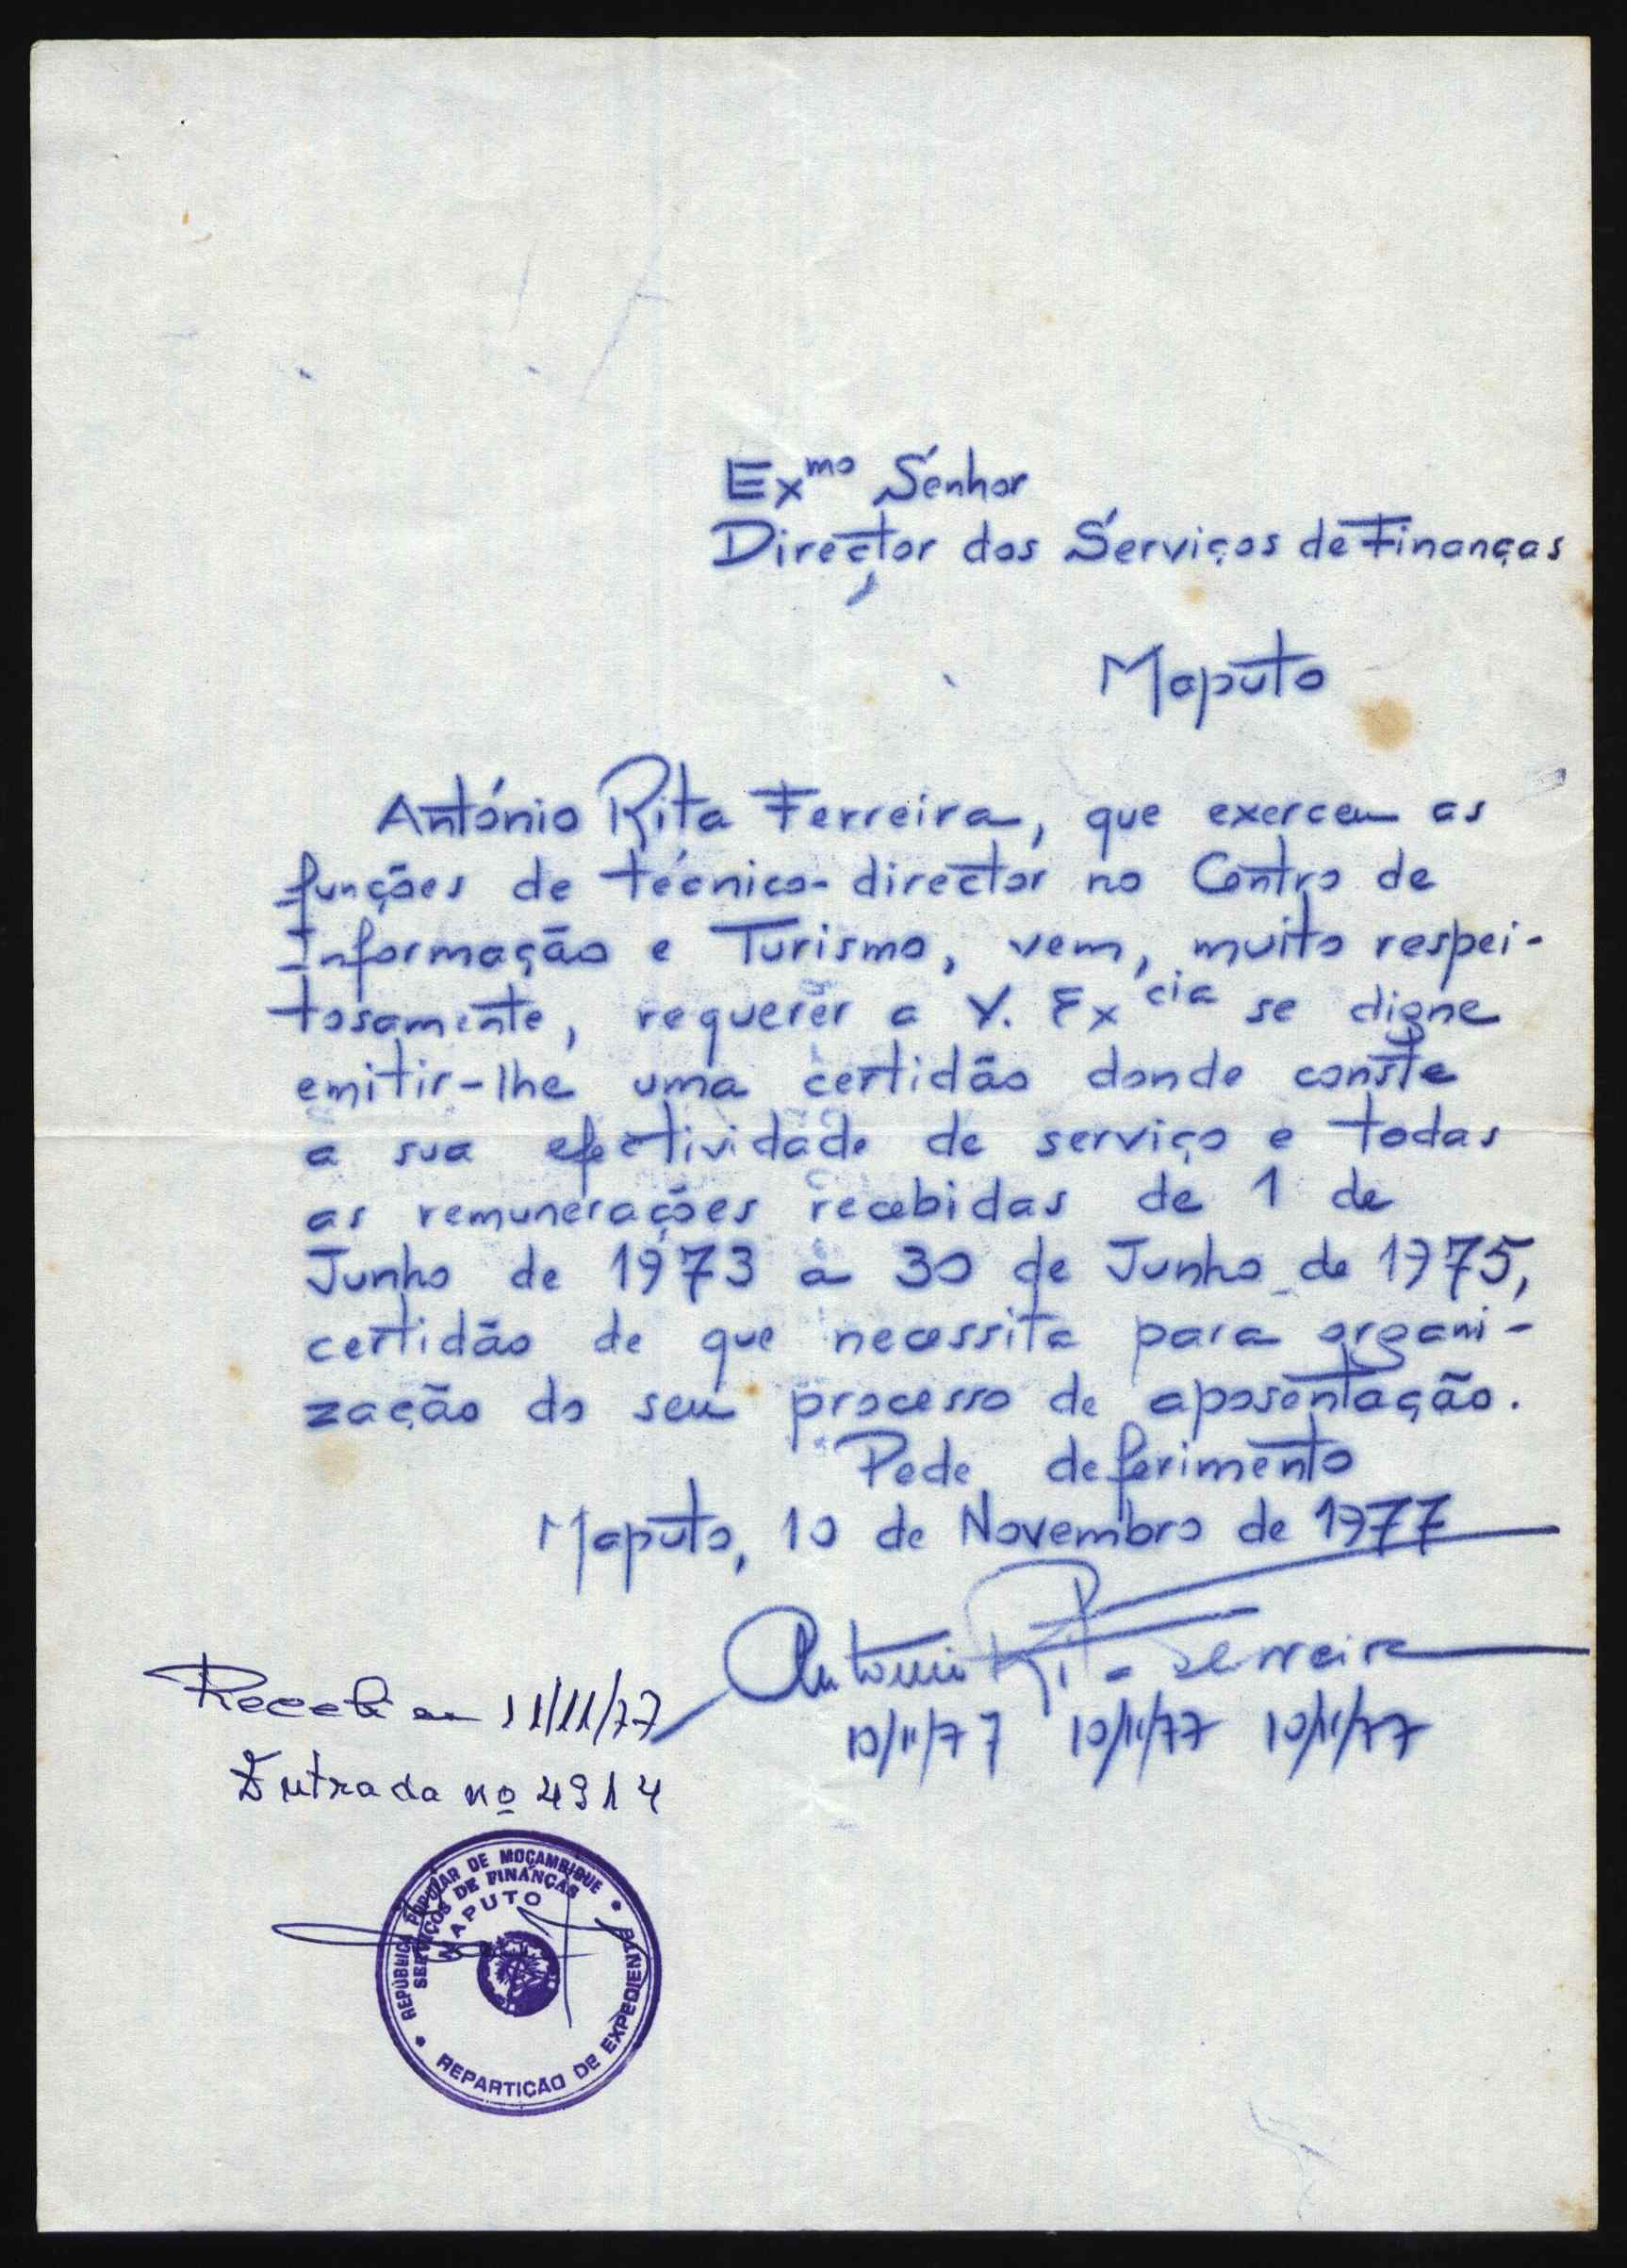 Exmo Senhor
Director dos Serviços de Finanças
Maputo
António Rita Ferreira, que exerceu as
funções de técnico-director no Centro de
Informação e Turismo, vem, muito respei-
tosamente, requerer a V. Excia se digne
emitir-lhe uma certidão donde conste
a sua efectividade de serviço e todas
as remunerações recebidas de 1 de
Junho de 1973 a 30 de Junho de 1975,
certidão de que necessita para organi-
zação do seu processo de aposentação.
Pede deferimento
Maputo, 10 de Novembro de 1977
António Rita Ferreira
10/11/77 10/11/77 10/11/77
Recebi em 11/11/77
Entrada nº 4914
REPÚBLICA POPULAR DE MOÇAMBIQUE
SERVIÇOS DE FINANÇAS
MAPUTO
REPARTIÇÃO DE EXPEDIENTE